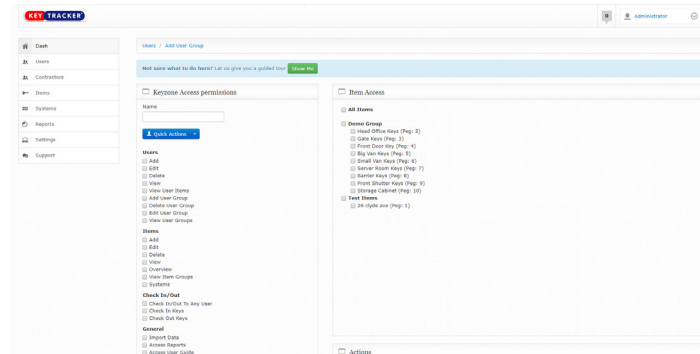 KEY TRACKER
0
Administrator
Dash
Users
Contractors
Items
Systems
Reports
Settings
Support
Users / Add User Group
Not sure what to do here? Let us give you a guided tour Show Me
Keyzone Access permissions
Name
Quick Actions
Users
Add
Edit
Delete
View
View User Items
Add User Group
Delete User Group
Edit User Group
View User Groups
Items
Add
Edit
Delete
View
Overview
View Item Groups
Systems
Check In/Out
Check In/Out To Any User
Check In Keys
Check Out Keys
General
Import Data
Access Reports
Access User Guide
Item Access
All Items
Demo Group
Head Office Keys (Peg: 2)
Gate Keys (Peg: 3)
Front Door Key (Peg: 4)
Big Van Keys (Peg: 5)
Small Van Keys (Peg: 6)
Server Room Keys (Peg: 7)
Barrier Keys (Peg: 8)
Front Shutter Keys (Peg: 9)
Storage Cabinet (Peg: 10)
Test Items
26 clyde ave (Peg: 1)
Actions